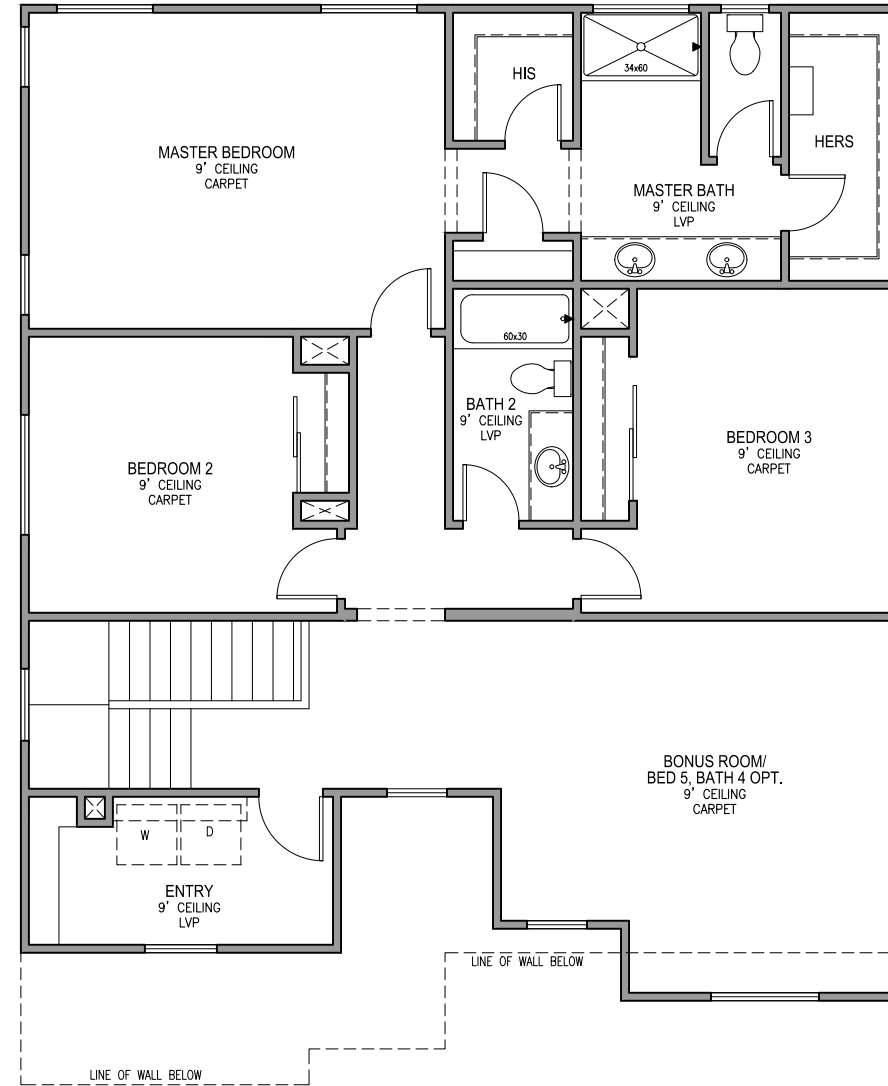 HIS
34x60
HERS
MASTER BEDROOM
9' CEILING
CARPET
MASTER BATH
9' CEILING
LVP
60x30
BATH 2
9' CEILING
LVP
BEDROOM 3
9' CEILING
CARPET
BEDROOM 2
9' CEILING
CARPET
BONUS ROOM/
BED 5, BATH 4 OPT.
9' CEILING
CARPET
W
D
ENTRY
9' CEILING
LVP
LINE OF WALL BELOW
LINE OF WALL BELOW